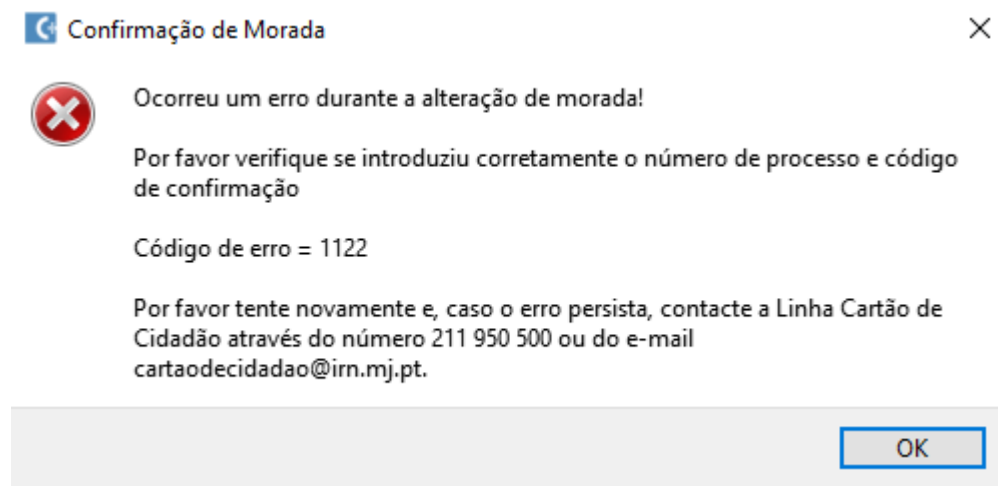 Confirmação de Morada
Ocorreu um erro durante a alteração de morada!
Por favor verifique se introduziu corretamente o número de processo e código
de confirmação
Código de erro = 1122
Por favor tente novamente e, caso o erro persista, contacte a Linha Cartão de
Cidadão através do número 211 950 500 ou do e-mail
cartaodecidadao@irn.mj.pt.
OK